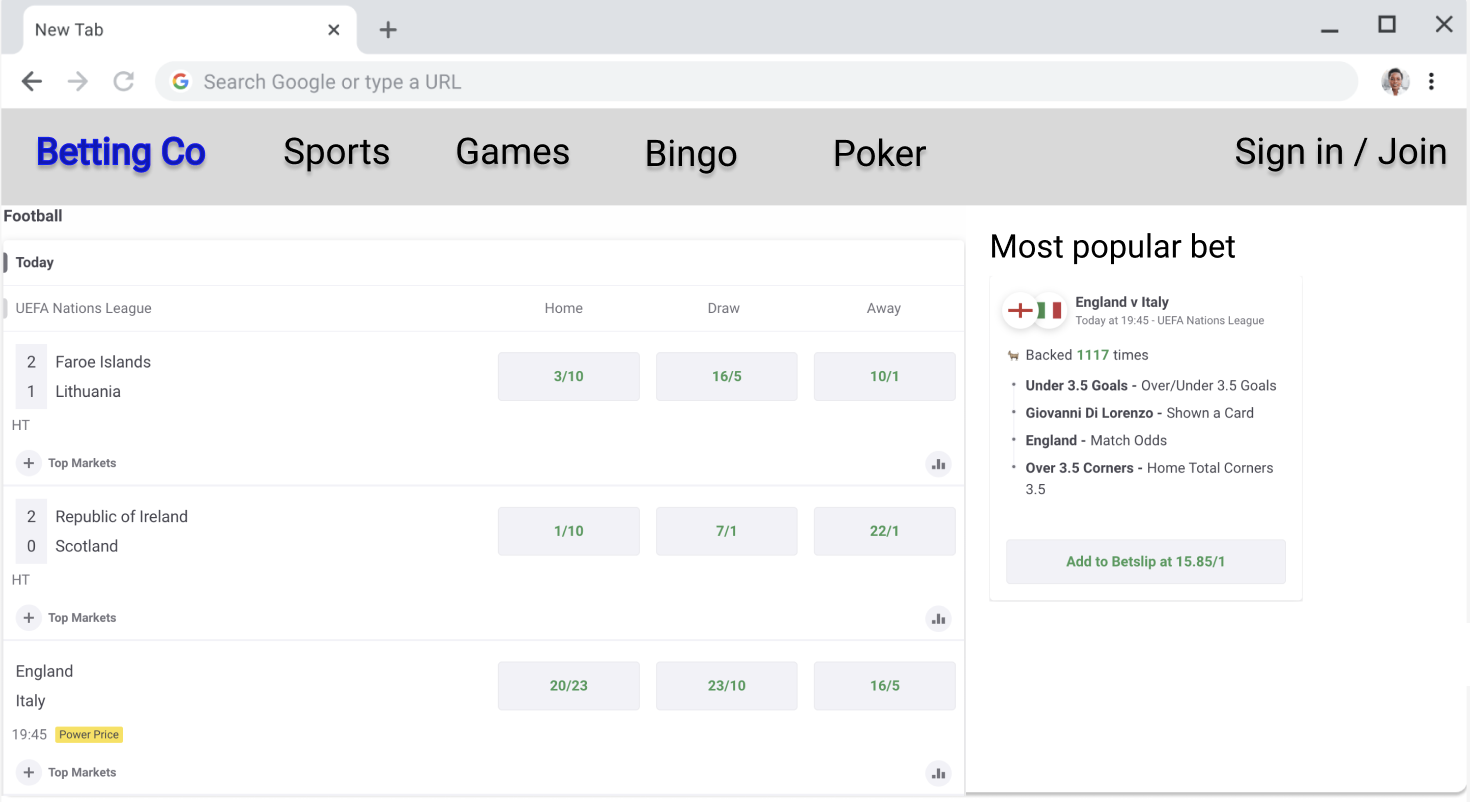 New Tab
Search Google or type a URL
Betting Co Sports Games Bingo Poker Sign in / Join
Football
Today
UEFA Nations League Home Draw Away
2 Faroe Islands
1 Lithuania
3/10 16/5 10/1
HT
Top Markets
2 Republic of Ireland
0 Scotland
1/10 7/1 22/1
HT
Top Markets
England
Italy
20/23 23/10 16/5
19:45 Power Price
Top Markets
Most popular bet
England v Italy
Today at 19:45 - UEFA Nations League
Backed 1117 times
• Under 3.5 Goals - Over/Under 3.5 Goals
• Giovanni Di Lorenzo - Shown a Card
• England - Match Odds
• Over 3.5 Corners - Home Total Corners
3.5
Add to Betslip at 15.85/1